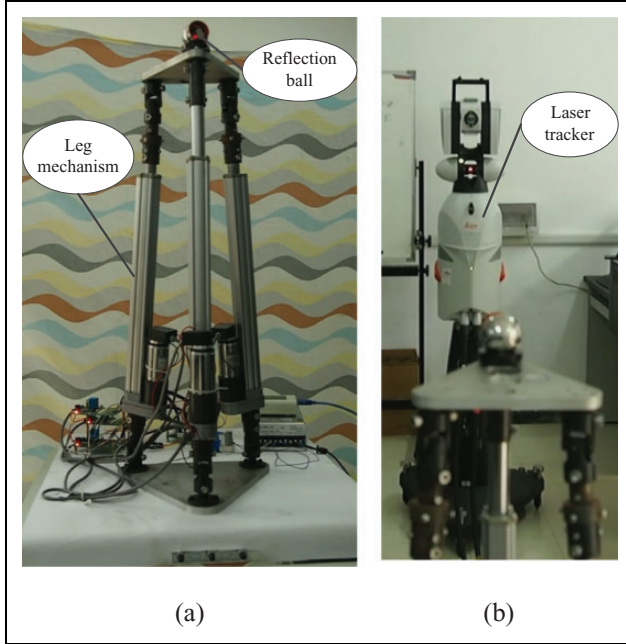 Reflection
ball
Leg
mechanism
Laser
tracker
(a)
(b)